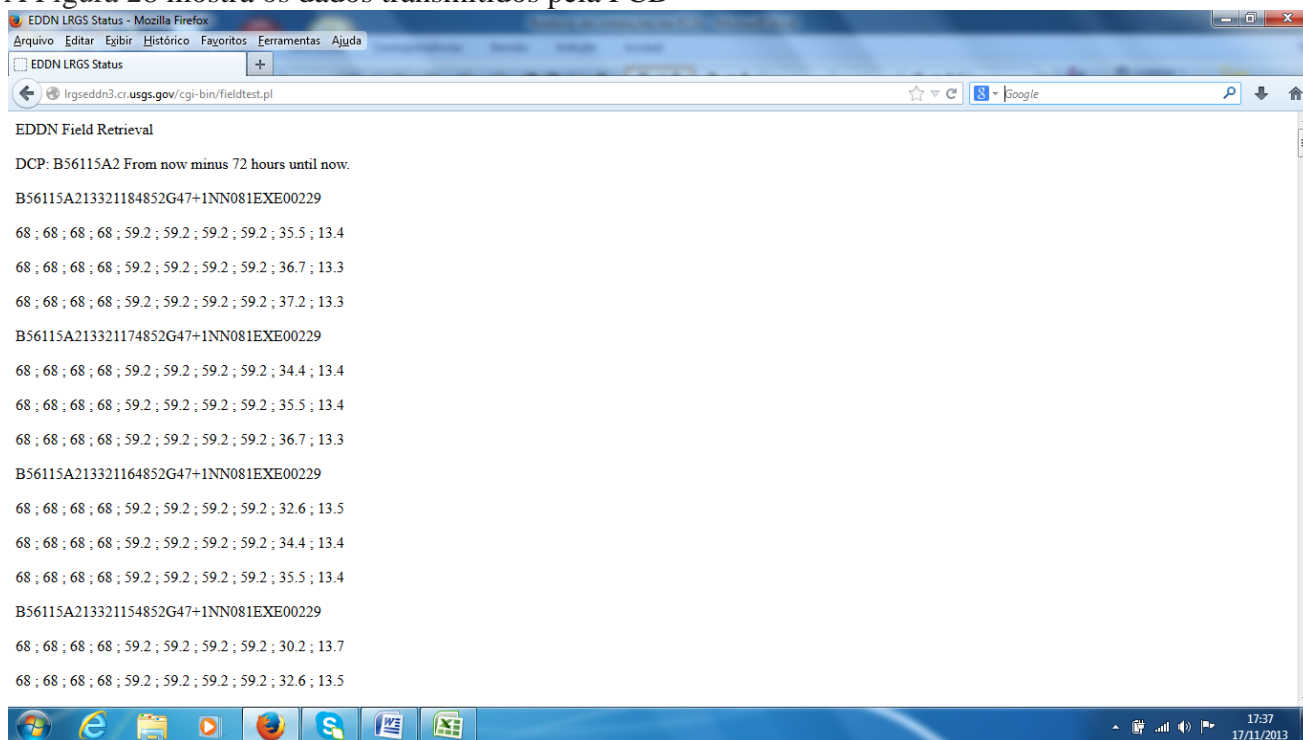 A Figura 28 mostra os dados transmitidos pela PCD
EDDN LRGS Status - Mozilla Firefox
Arquivo Editar Exibir Histórico Favoritos Ferramentas Ajuda
EDDN LRGS Status
lrgseddn3.cr.usgs.gov/cgi-bin/fieldtest.pl
Google
EDDN Field Retrieval
DCP: B56115A2 From now minus 72 hours until now.
B56115A213321184852G47+1NN081EXE00229
68 ; 68 ; 68 ; 68 ; 59.2 ; 59.2 ; 59.2 ; 59.2 ; 35.5 ; 13.4
68 ; 68 ; 68 ; 68 ; 59.2 ; 59.2 ; 59.2 ; 59.2 ; 36.7 ; 13.3
68 ; 68 ; 68 ; 68 ; 59.2 ; 59.2 ; 59.2 ; 59.2 ; 37.2 ; 13.3
B56115A213321174852G47+1NN081EXE00229
68 ; 68 ; 68 ; 68 ; 59.2 ; 59.2 ; 59.2 ; 59.2 ; 34.4 ; 13.4
68 ; 68 ; 68 ; 68 ; 59.2 ; 59.2 ; 59.2 ; 59.2 ; 35.5 ; 13.4
68 ; 68 ; 68 ; 68 ; 59.2 ; 59.2 ; 59.2 ; 59.2 ; 36.7 ; 13.3
B56115A213321164852G47+1NN081EXE00229
68 ; 68 ; 68 ; 68 ; 59.2 ; 59.2 ; 59.2 ; 59.2 ; 32.6 ; 13.5
68 ; 68 ; 68 ; 68 ; 59.2 ; 59.2 ; 59.2 ; 59.2 ; 34.4 ; 13.4
68 ; 68 ; 68 ; 68 ; 59.2 ; 59.2 ; 59.2 ; 59.2 ; 35.5 ; 13.4
B56115A213321154852G47+1NN081EXE00229
68 ; 68 ; 68 ; 68 ; 59.2 ; 59.2 ; 59.2 ; 59.2 ; 30.2 ; 13.7
68 ; 68 ; 68 ; 68 ; 59.2 ; 59.2 ; 59.2 ; 59.2 ; 32.6 ; 13.5
17:37
17/11/2013